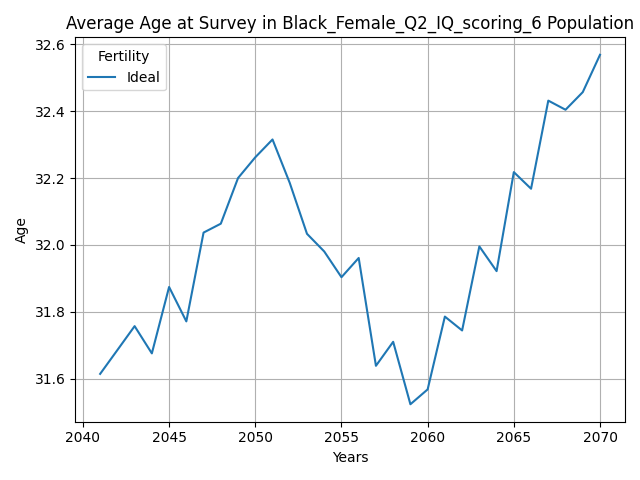 Average Age at Survey in Black_Female_Q2_IQ_scoring_6 Population
32.6
32.4
32.2
32.0
31.8
31.6
Age
Fertility
Ideal
2040 2045 2050 2055 2060 2065 2070
Years